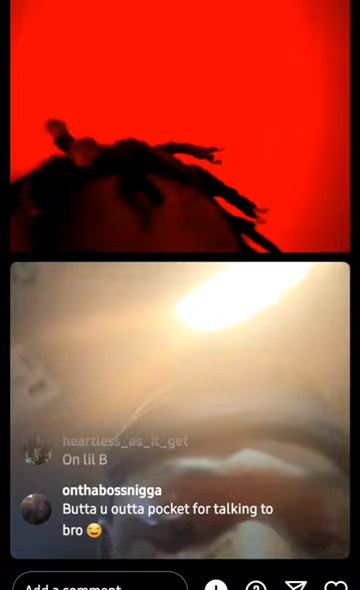 heartless_as_it_get
On lil B
onthabossnigga
Butta u outta pocket for talking to
bro 😂
Add a comment